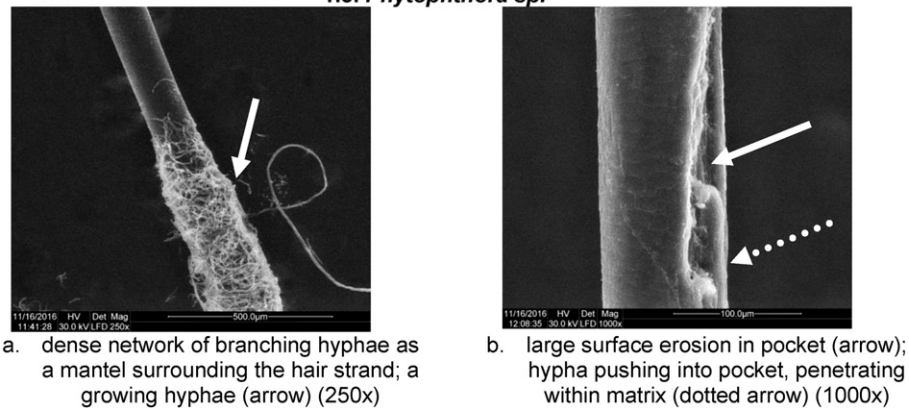 Phytophthora sp.
11/16/2016 HV Det Mag 500.0µm
11:41:28 30.0 kV LFD 250x
11/16/2016 HV Det Mag 100.0µm
12:08:35 30.0 kV LFD 1000x
a. dense network of branching hyphae as
a mantel surrounding the hair strand; a
growing hyphae (arrow) (250x)
b. large surface erosion in pocket (arrow);
hypha pushing into pocket, penetrating
within matrix (dotted arrow) (1000x)